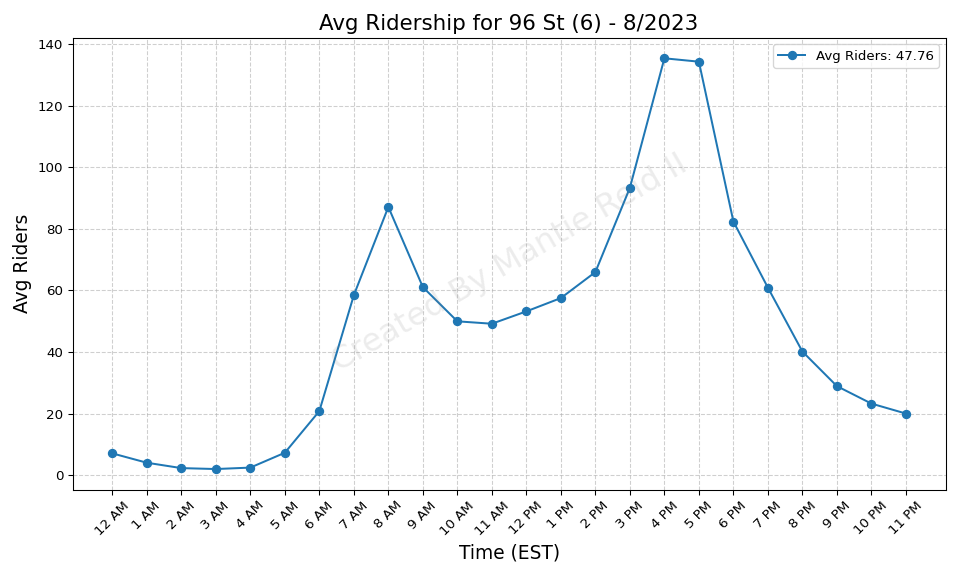 Avg Ridership for 96 St (6) - 8/2023
Avg Riders: 47.76
140
120
100
80
60
40
20
0
Avg Riders
Created By Mantle Reid II
12 AM
1 AM
2 AM
3 AM
4 AM
5 AM
6 AM
7 AM
8 AM
9 AM
10 AM
11 AM
12 PM
1 PM
2 PM
3 PM
4 PM
5 PM
6 PM
7 PM
8 PM
9 PM
10 PM
11 PM
Time (EST)